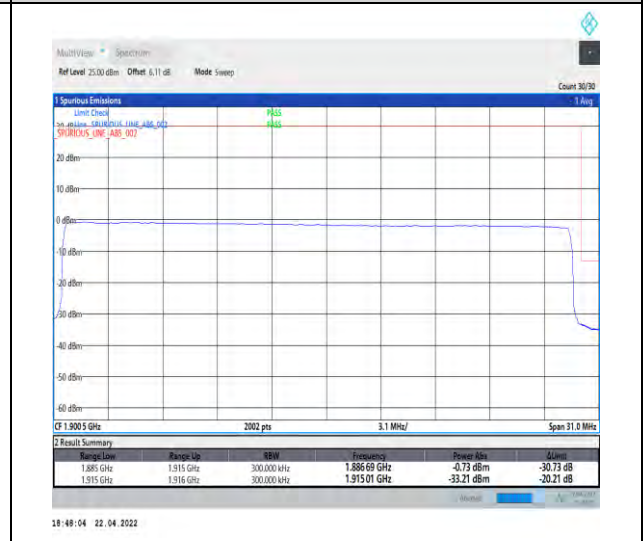 MultiView Spectrum
Ref Level 25.00 dBm Offset 6.11 dB Mode Sweep
Count 30/30
1 Spurious Emissions 1 Avg
Limit Check PASS
Line SPURIOUS_LINE_ABS_002 PASS
SPURIOUS_LINE_ABS_002
20 dBm
10 dBm
0 dBm
-10 dBm
-20 dBm
-30 dBm
-40 dBm
-50 dBm
-60 dBm
CF 1.9005 GHz 2002 pts 3.1 MHz/ Span 31.0 MHz
2 Result Summary
Range Low Range Up RBW Frequency Power Abs ΔLimit
1.885 GHz 1.915 GHz 300.000 kHz 1.88669 GHz -0.73 dBm -30.73 dB
1.915 GHz 1.916 GHz 300.000 kHz 1.91501 GHz -33.21 dBm -20.21 dB
18:48:04 22.04.2022